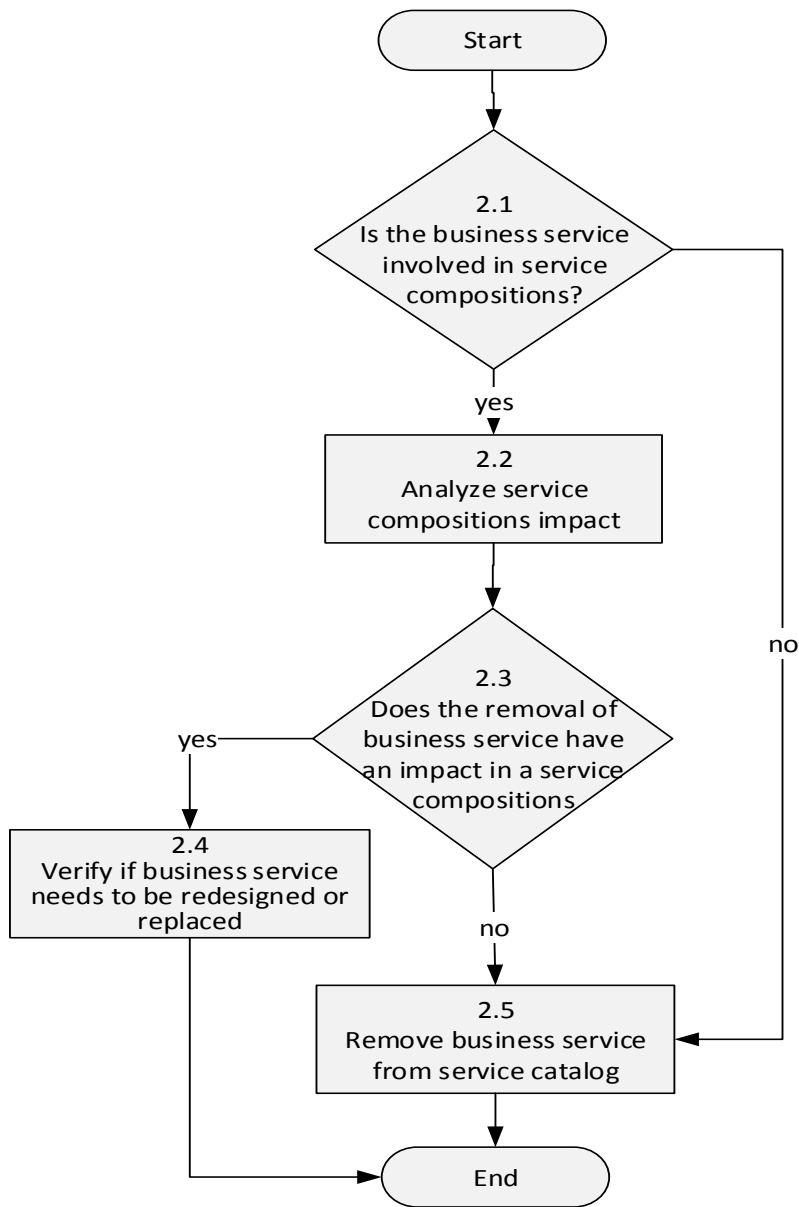 Start
2.1
Is the business service
involved in service
compositions?
yes
2.2
Analyze service
compositions impact
no
2.3
Does the removal of
business service have
an impact in a service
compositions
yes
2.4
Verify if business service
needs to be redesigned or
replaced
no
2.5
Remove business service
from service catalog
End